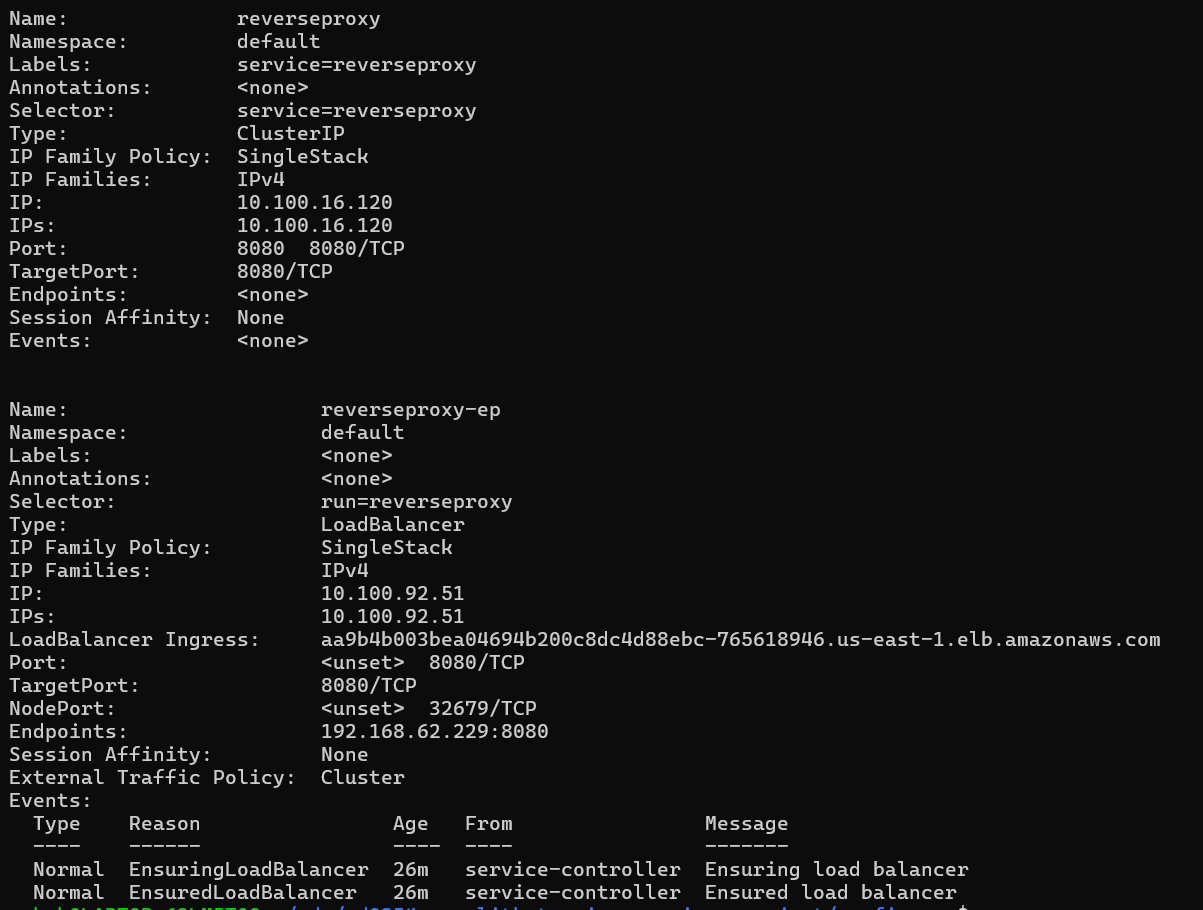 Name:              reverseproxy
Namespace:         default
Labels:            service=reverseproxy
Annotations:       <none>
Selector:          service=reverseproxy
Type:              ClusterIP
IP Family Policy:  SingleStack
IP Families:       IPv4
IP:                10.100.16.120
IPs:               10.100.16.120
Port:              8080  8080/TCP
TargetPort:        8080/TCP
Endpoints:         <none>
Session Affinity:  None
Events:            <none>
Name:                     reverseproxy-ep
Namespace:                default
Labels:                   <none>
Annotations:              <none>
Selector:                 run=reverseproxy
Type:                     LoadBalancer
IP Family Policy:         SingleStack
IP Families:              IPv4
IP:                       10.100.92.51
IPs:                      10.100.92.51
LoadBalancer Ingress:     aa9b4b003bea04694b200c8dc4d88ebc-765618946.us-east-1.elb.amazonaws.com
Port:                     <unset>  8080/TCP
TargetPort:               8080/TCP
NodePort:                 <unset>  32679/TCP
Endpoints:                192.168.62.229:8080
Session Affinity:         None
External Traffic Policy:  Cluster
Events:
  Type    Reason                Age   From                Message
  ----    ------                ----  ----                -------
  Normal  EnsuringLoadBalancer  26m   service-controller  Ensuring load balancer
  Normal  EnsuredLoadBalancer   26m   service-controller  Ensured load balancer